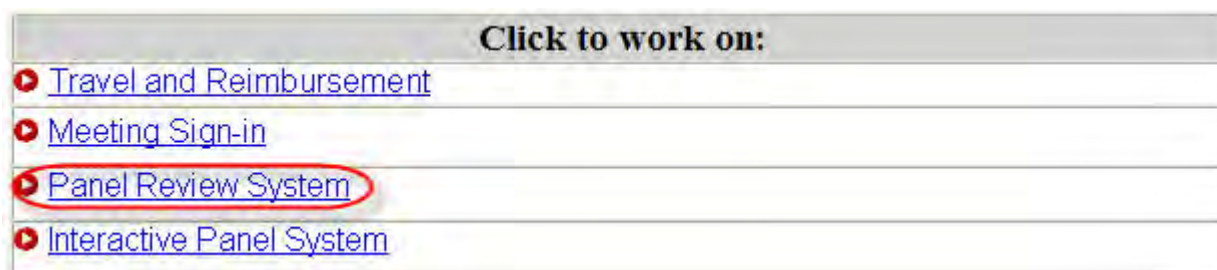 Click to work on:
Travel and Reimbursement
Meeting Sign-in
Panel Review System
Interactive Panel System